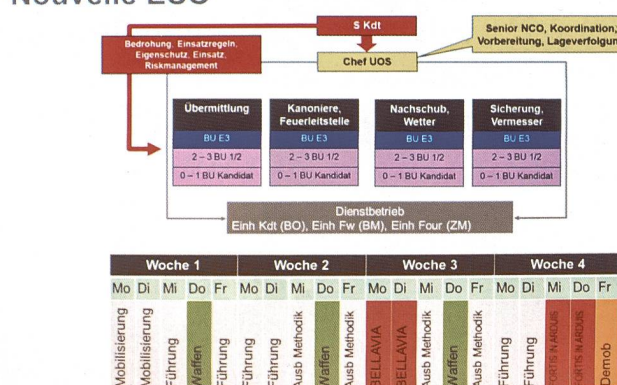 Nouvelle
S Kdt
Senior NCO, Koordination,
Vorbereitung, Lageverfolgun
Bedrohung, Einsatzregeln,
Eigenschutz, Einsatz,
Riskmanagement
Chef UOS
Übermittlung
Kanoniere,
Feuerleitstelle
Nachschub,
Wetter
Sicherung,
Vermesser
BU E3 BU E3 BU E3 BU E3
2 – 3 BU 1/2 2 – 3 BU 1/2 2 – 3 BU 1/2 2 – 3 BU 1/2
0 – 1 BU Kandidat 0 – 1 BU Kandidat 0 – 1 BU Kandidat 0 – 1 BU Kandidat
Dienstbetrieb
Einh Kdt (BO), Einh Fw (BM), Einh Four (ZM)
Woche 1 Woche 2 Woche 3 Woche 4
Mo Di Mi Do Fr Mo Di Mi Do Fr Mo Di Mi Do Fr Mo Di Mi Do Fr
Mobilisierung
Mobilisierung
Führung
Waffen
Führung
Führung
Führung
Ausb Methodik
Waffen
Ausb Methodik
BELLAVIA
BELLAVIA
Ausb Methodik
Waffen
Ausb Methodik
Führung
Führung
FORTIS IN ARDUIS
FORTIS IN ARDUIS
Demob